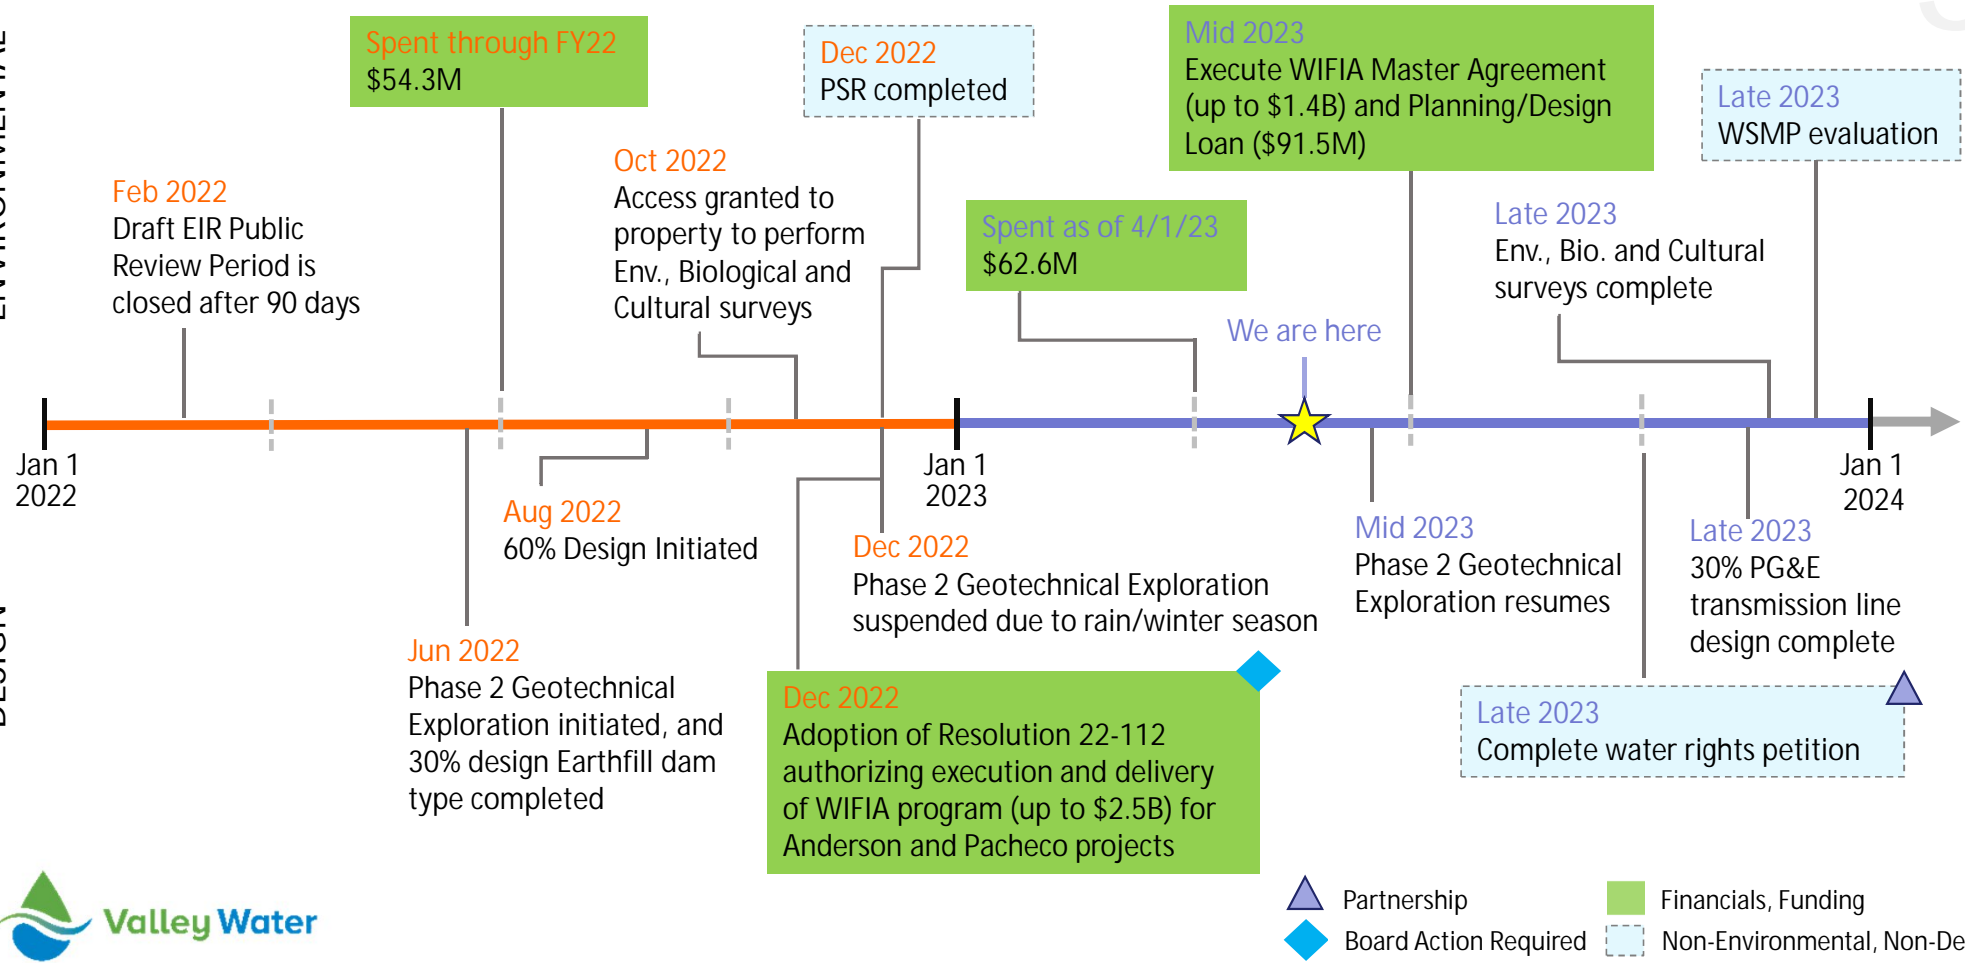 ENVIRONMENTAL
Spent through FY22
$54.3M
Dec 2022
PSR completed
Mid 2023
Execute WIFIA Master Agreement
(up to $1.4B) and Planning/Design
Loan ($91.5M)
Late 2023
WSMP evaluation
Feb 2022
Draft EIR Public
Review Period is
closed after 90 days
Oct 2022
Access granted to
property to perform
Env., Biological and
Cultural surveys
Spent as of 4/1/23
$62.6M
Late 2023
Env., Bio. and Cultural
surveys complete
We are here
Jan 1
2022
Jan 1
2023
Jan 1
2024
DESIGN
Aug 2022
60% Design Initiated
Dec 2022
Phase 2 Geotechnical Exploration
suspended due to rain/winter season
Mid 2023
Phase 2 Geotechnical
Exploration resumes
Late 2023
30% PG&E
transmission line
design complete
Jun 2022
Phase 2 Geotechnical
Exploration initiated, and
30% design Earthfill dam
type completed
Dec 2022
Adoption of Resolution 22-112
authorizing execution and delivery
of WIFIA program (up to $2.5B) for
Anderson and Pacheco projects
Late 2023
Complete water rights petition
Valley Water
Partnership
Financials, Funding
Board Action Required
Non-Environmental, Non-De